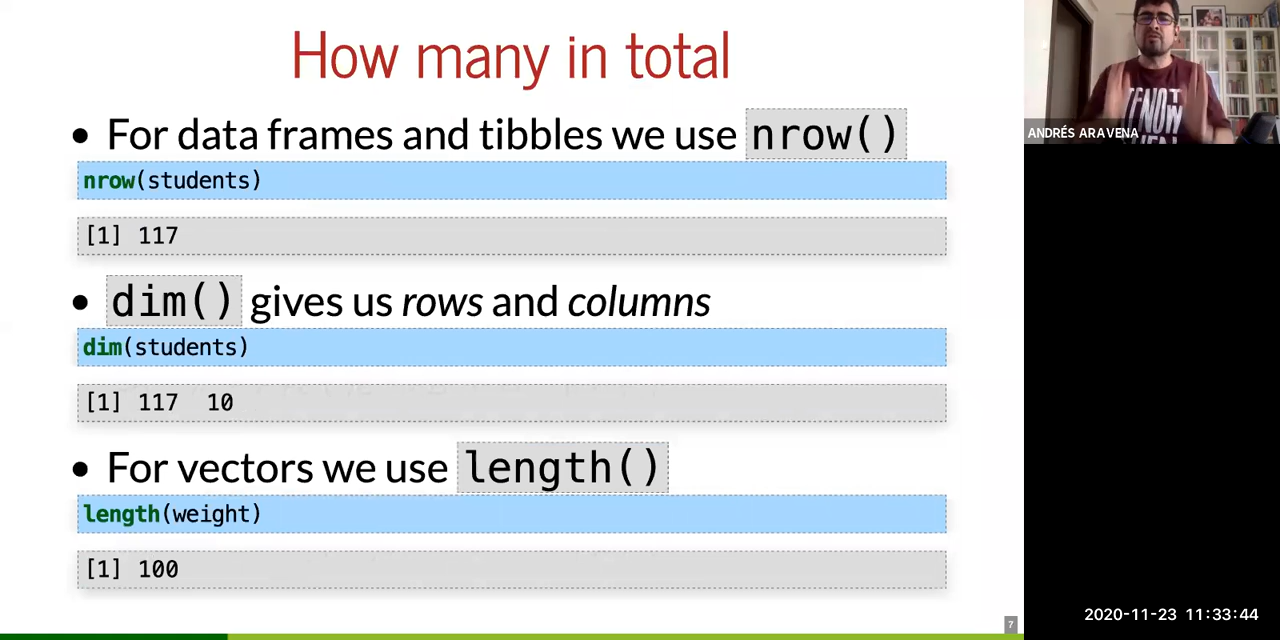 How many in total
• For data frames and tibbles we use nrow()
nrow(students)
[1] 117
• dim() gives us rows and columns
dim(students)
[1] 117 10
• For vectors we use length()
length(weight)
[1] 100
7
ANDRÉS ARAVENA
2020-11-23 11:33:44